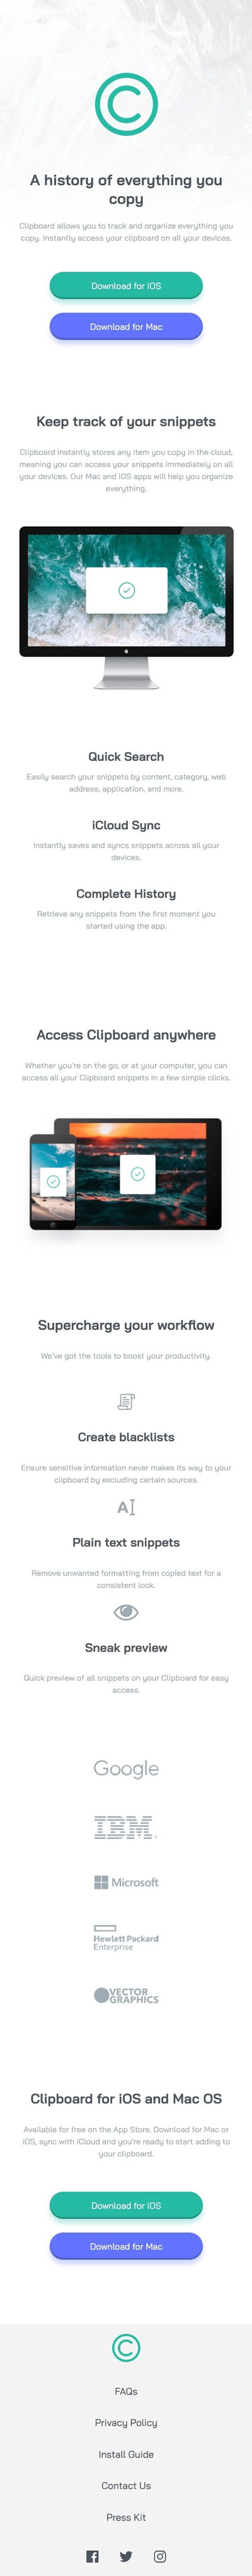 A history of everything you
copy
Clipboard allows you to track and organize everything you
copy. Instantly access your clipboard on all your devices.
Download for iOS
Download for Mac
Keep track of your snippets
Clipboard instantly stores any item you copy in the cloud,
meaning you can access your snippets immediately on all
your devices. Our Mac and iOS apps will help you organize
everything.
Quick Search
Easily search your snippets by content, category, web
address, application, and more.
iCloud Sync
Instantly saves and syncs snippets across all your
devices.
Complete History
Retrieve any snippets from the first moment you
started using the app.
Access Clipboard anywhere
Whether you're on the go, or at your computer, you can
access all your Clipboard snippets in a few simple clicks.
Supercharge your workflow
We've got the tools to boost your productivity.
Create blacklists
Ensure sensitive information never makes its way to your
clipboard by excluding certain sources.
Plain text snippets
Remove unwanted formatting from copied text for a
consistent look.
Sneak preview
Quick preview of all snippets on your Clipboard for easy
access.
Google
IBM
Microsoft
Hewlett Packard
Enterprise
VECTOR
GRAPHICS
Clipboard for iOS and Mac OS
Available for free on the App Store. Download for Mac or
iOS, sync with iCloud and you're ready to start adding to
your clipboard.
Download for iOS
Download for Mac
FAQs
Privacy Policy
Install Guide
Contact Us
Press Kit